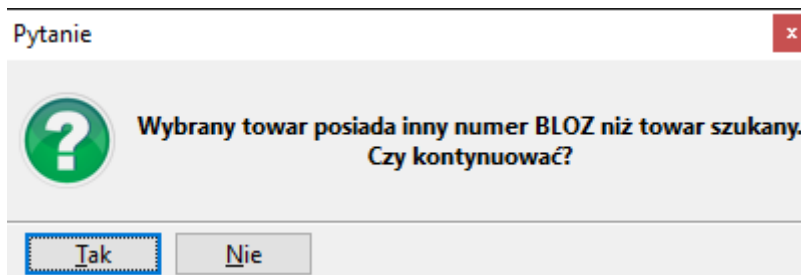 Pytanie
x
Wybrany towar posiada inny numer BLOZ niż towar szukany.
Czy kontynuować?
Tak
Nie